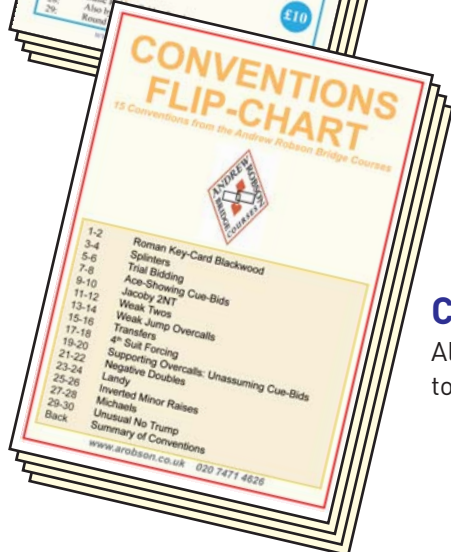 £10
29:
Round
CONVENTIONS
FLIP-CHART
15 Conventions from the Andrew Robson Bridge Courses
ANDREW ROBSON
BRIDGE COURSES
1-2 Roman Key-Card Blackwood
3-4 Splinters
5-6 Trial Bidding
7-8 Ace-Showing Cue-Bids
9-10 Jacoby 2NT
11-12 Weak Twos
13-14 Weak Jump Overcalls
15-16 Transfers
17-18 4th Suit Forcing
19-20 Supporting Overcalls: Unassuming Cue-Bids
21-22 Negative Doubles
23-24 Landy
25-26 Inverted Minor Raises
27-28 Michaels
29-30 Unusual No Trump
Back Summary of Conventions
www.arobson.co.uk 020 7471 4626
C
Al
to